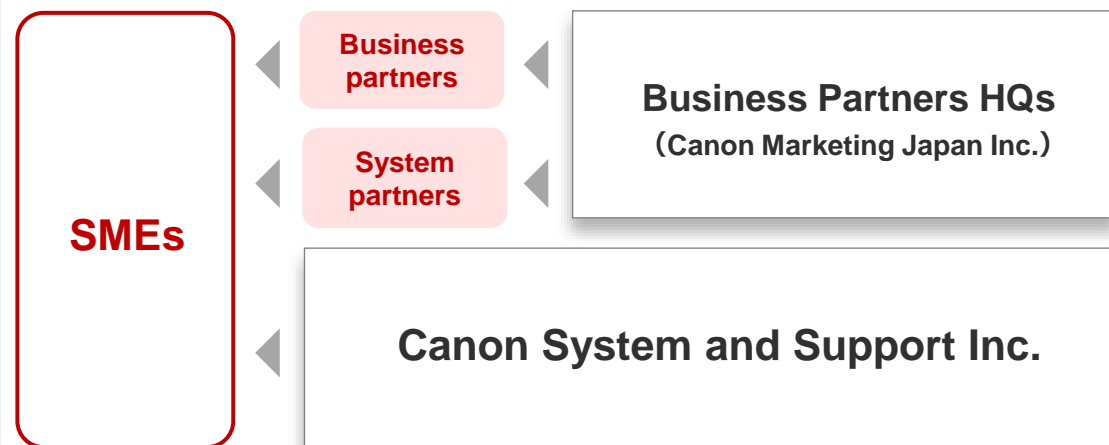 Business
partners
Business Partners HQs
（Canon Marketing Japan Inc.）
System
partners
SMEs
Canon System and Support Inc.